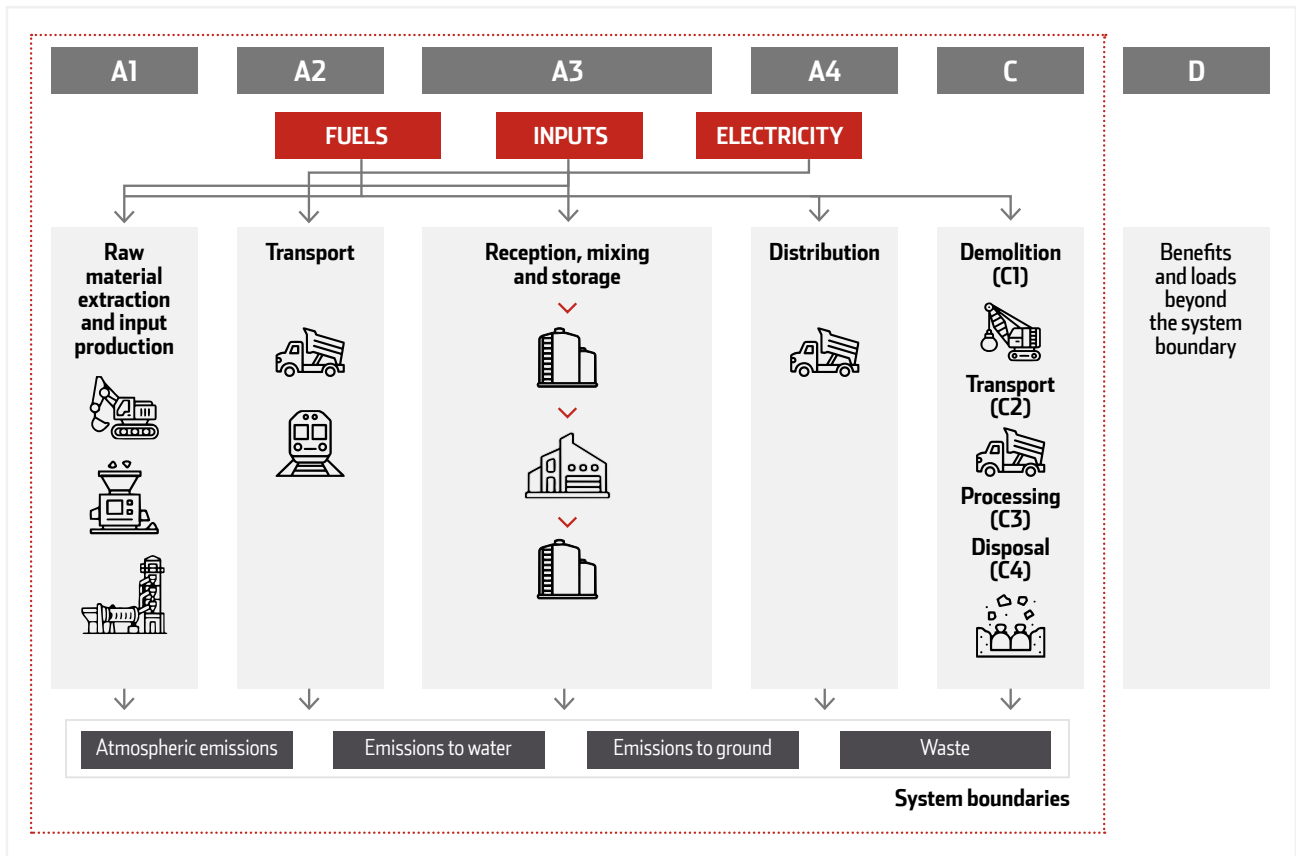 A1
A2
A3
A4
C
D
FUELS
INPUTS
ELECTRICITY
Raw
material
extraction
and input
production
Transport
Reception, mixing
and storage
Distribution
Demolition
(C1)
Transport
(C2)
Processing
(C3)
Disposal
(C4)
Benefits
and loads
beyond
the system
boundary
Atmospheric emissions
Emissions to water
Emissions to ground
Waste
System boundaries